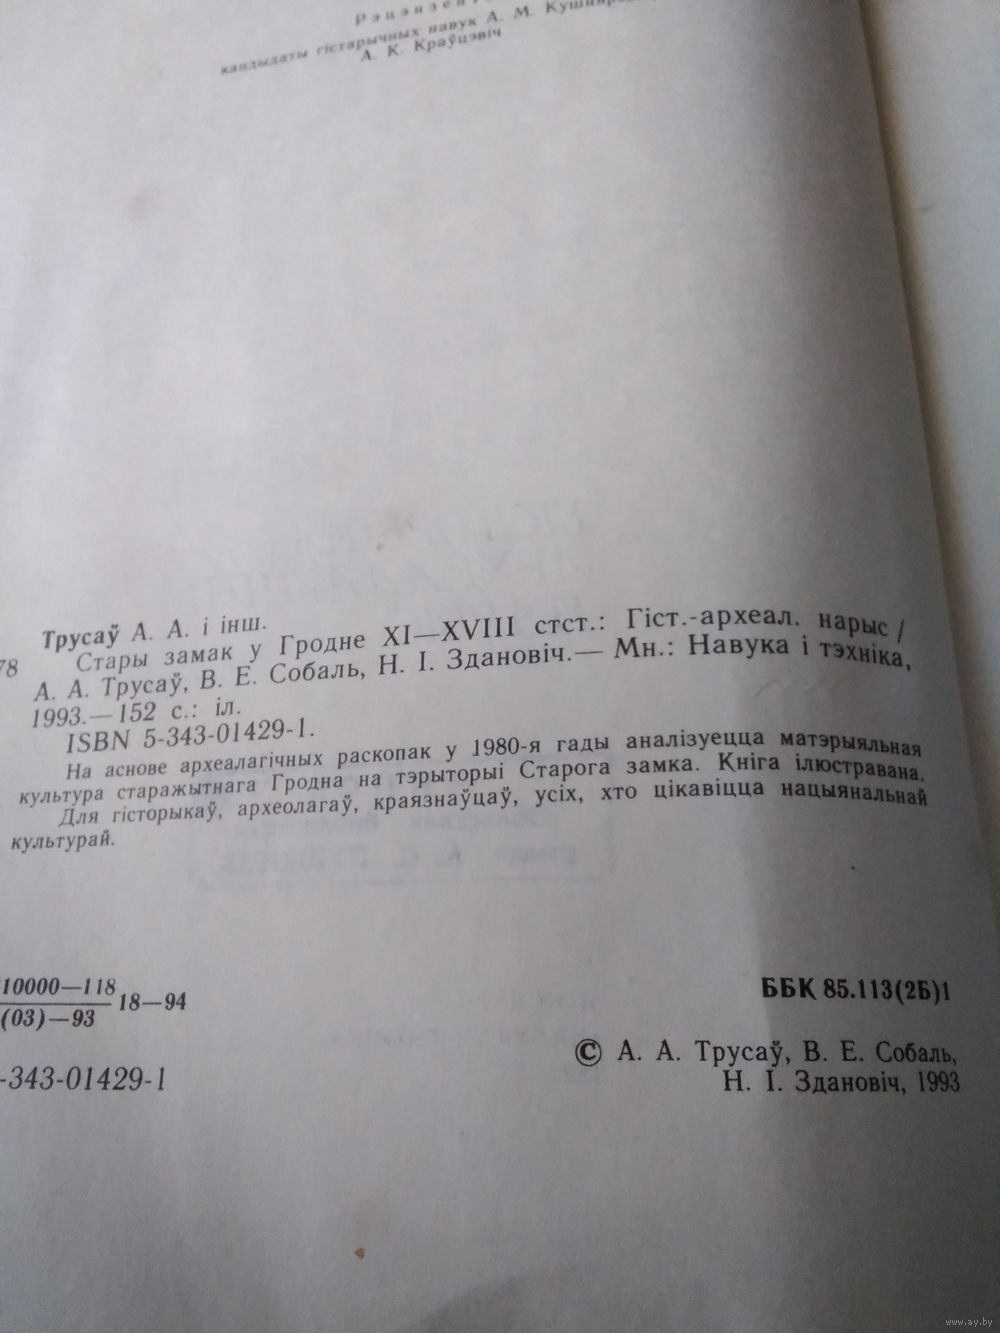 Рэцэнзен
кандыдаты гістарычных навук А. М.
А. К. Краўцэвіч
Трусаў А. А. і інш.
78 Стары замак у Гродне XI—XVIII стст.: Гіст.-археал. нарыс /
А. А. Трусаў, В. Е. Собаль, Н. І. Здановіч.— Мн.: Навука і тэхніка,
1993.— 152 с.: іл.
ISBN 5-343-01429-1.
На аснове археалагічных раскопак у 1980-я гады аналізуецца матэрыяльная
культура старажытнага Гродна на тэрыторыі Старога замка. Кніга ілюстравана.
Для гісторыкаў, археолагаў, краязнаўцаў, усіх, хто цікавіцца нацыянальнай
культурай.
10000—118
(03)—93
18—94
ББК 85.113(2Б)1
-343-01429-1
© А. А. Трусаў, В. Е. Собаль,
Н. І. Здановіч, 1993
www.ay.by